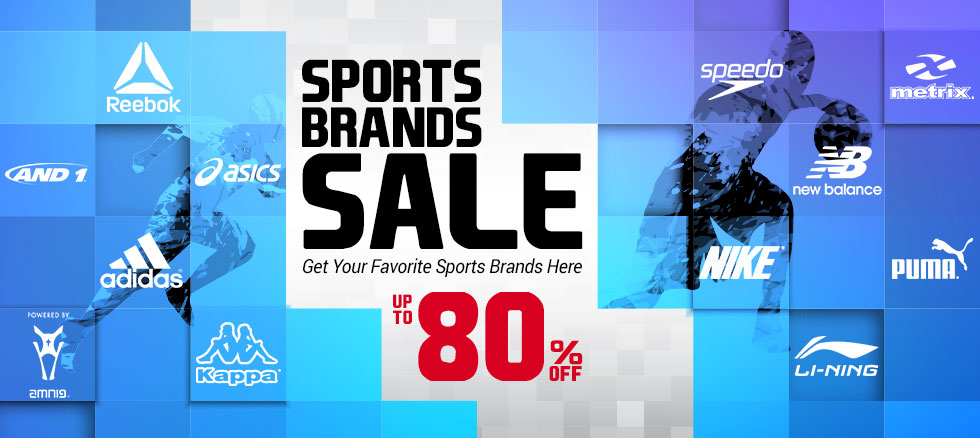 SPORTS
BRANDS
SALE
Get Your Favorite Sports Brands Here
UP
TO
80
%
OFF
Reebok
AND 1
asics
adidas
POWERED BY
Kappa
speedo
metrix
new balance
NIKE
PUMA
LI-NING